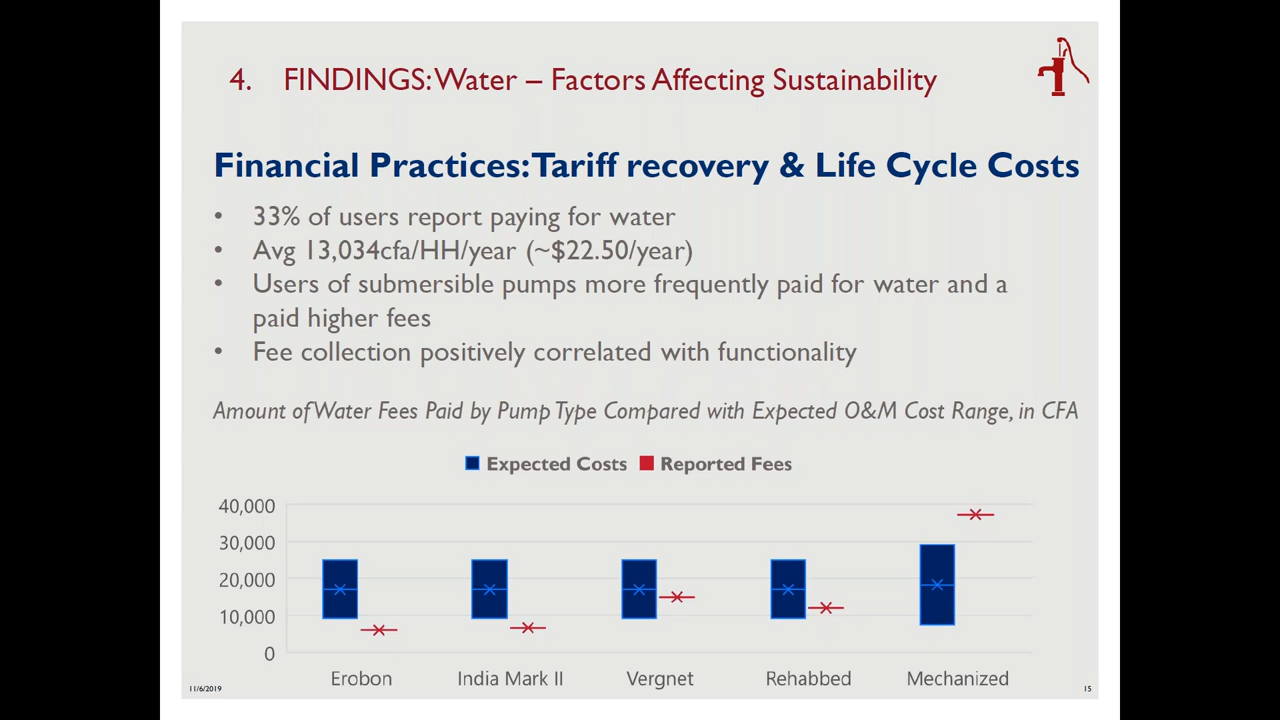 4. FINDINGS: Water – Factors Affecting Sustainability
Financial Practices: Tariff recovery & Life Cycle Costs
• 33% of users report paying for water
• Avg 13,034cfa/HH/year (~$22.50/year)
• Users of submersible pumps more frequently paid for water and a
paid higher fees
• Fee collection positively correlated with functionality
Amount of Water Fees Paid by Pump Type Compared with Expected O&M Cost Range, in CFA
Expected Costs Reported Fees
40,000
30,000
20,000
10,000
0
Erobon India Mark II Vergnet Rehabbed Mechanized
11/6/2019 15